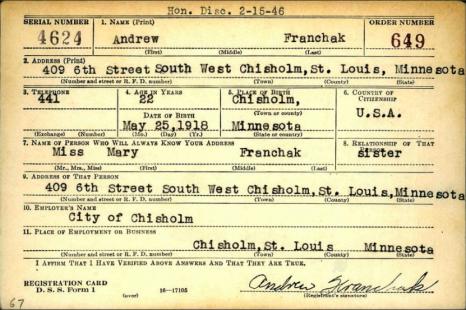 Hon. Disc. 2-15-46
SERIAL NUMBER 1. NAME (Print) ORDER NUMBER
4624 Andrew Franchak 649
(First) (Middle) (Last)
2. ADDRESS (Print)
409 6th Street South West Chisholm, St. Louis, Minnesota
(Number and street or R. F. D. number) (Town) (County) (State)
3. TELEPHONE 4. AGE IN YEARS 5. PLACE OF BIRTH 6. COUNTRY OF CITIZENSHIP
441 22 Chisholm,
DATE OF BIRTH (Town or county) U.S.A.
May 25,1918 Minnesota
(Exchange) (Number) (Mo.) (Day) (Yr.) (State or country)
7. NAME OF PERSON WHO WILL ALWAYS KNOW YOUR ADDRESS 8. RELATIONSHIP OF THAT PERSON
Miss Mary Franchak sister
(Mr., Mrs., Miss) (First) (Middle) (Last)
9. ADDRESS OF THAT PERSON
409 6th Street South West Chisholm, St. Louis, Minnesota
(Number and street or R. F. D. number) (Town) (County) (State)
10. EMPLOYER'S NAME
City of Chisholm
11. PLACE OF EMPLOYMENT OR BUSINESS
Chisholm, St. Louis Minnesota
(Number and street or R. F. D. number) (Town) (County) (State)
I AFFIRM THAT I HAVE VERIFIED ABOVE ANSWERS AND THAT THEY ARE TRUE.
REGISTRATION CARD
D. S. S. Form 1 (over) 16-17105 Andrew Franchak
(Registrant's signature)
67